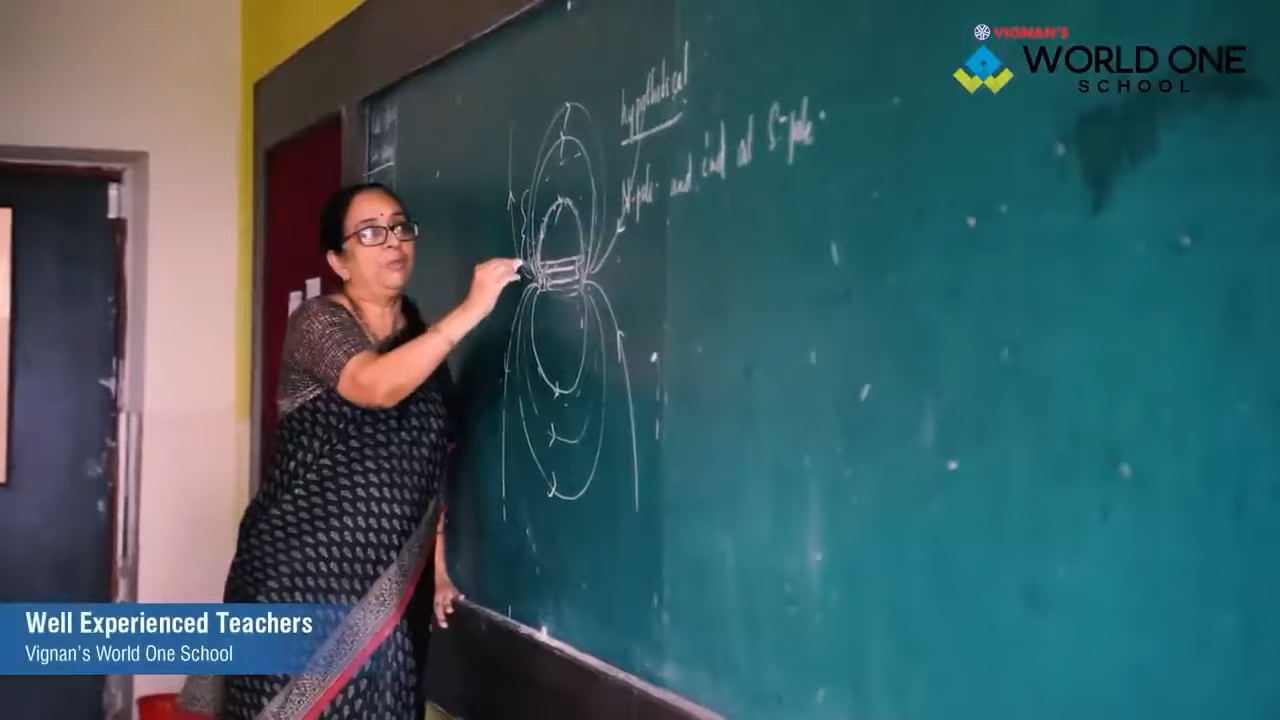 VIGNAN'S
WORLD ONE
SCHOOL
hypothetical
N-pole and end at S-pole
Well Experienced Teachers
Vignan's World One School